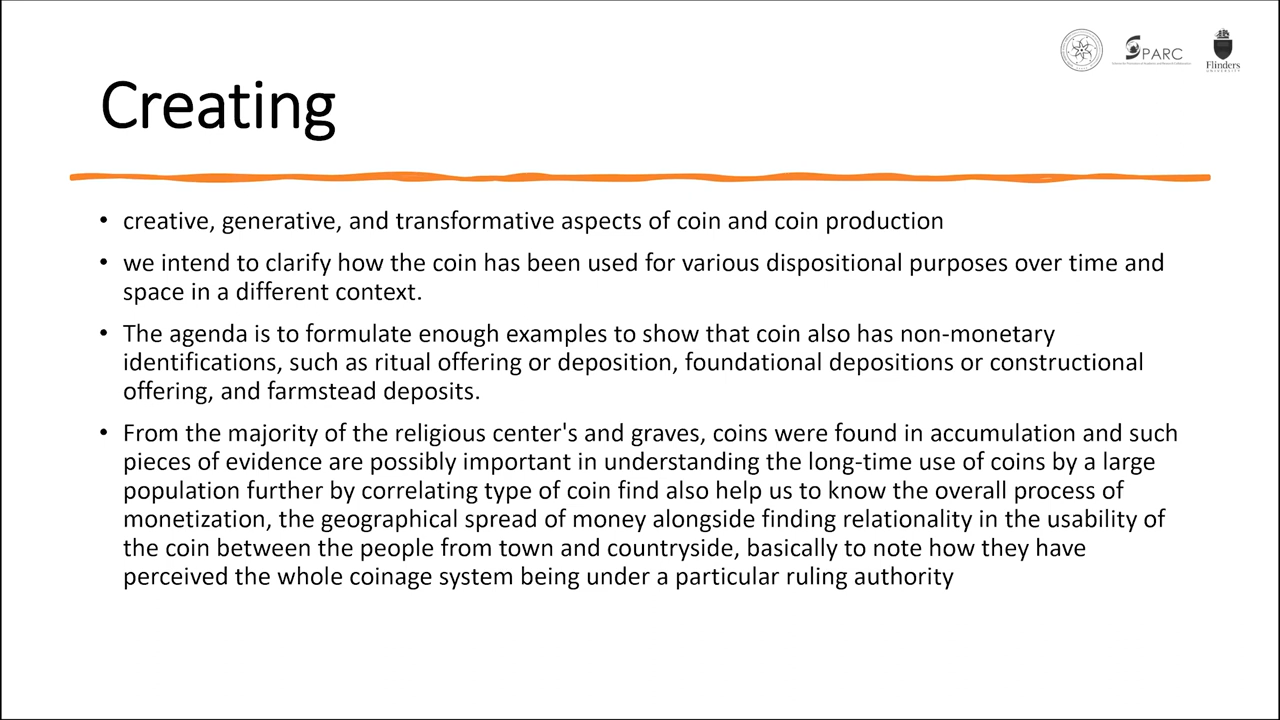 SPARC
Flinders
UNIVERSITY
Creating
• creative, generative, and transformative aspects of coin and coin production
• we intend to clarify how the coin has been used for various dispositional purposes over time and
space in a different context.
• The agenda is to formulate enough examples to show that coin also has non-monetary
identifications, such as ritual offering or deposition, foundational depositions or constructional
offering, and farmstead deposits.
• From the majority of the religious center's and graves, coins were found in accumulation and such
pieces of evidence are possibly important in understanding the long-time use of coins by a large
population further by correlating type of coin find also help us to know the overall process of
monetization, the geographical spread of money alongside finding relationality in the usability of
the coin between the people from town and countryside, basically to note how they have
perceived the whole coinage system being under a particular ruling authority